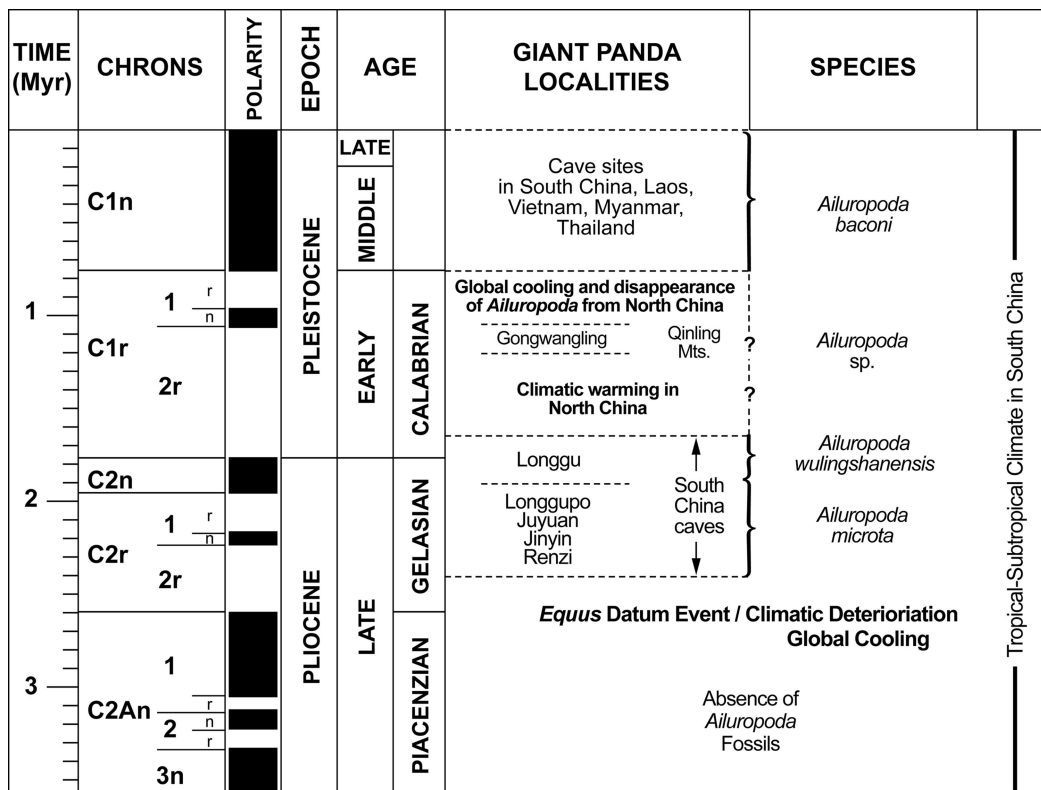 TIME
(Myr)
CHRONS
POLARITY
EPOCH
AGE
GIANT PANDA
LOCALITIES
SPECIES
1
2
3
C1n
1
r
n
C1r
2r
C2n
1
r
n
C2r
2r
1
C2An
r
2
n
r
3n
PLEISTOCENE
PLIOCENE
LATE
MIDDLE
EARLY
LATE
CALABRIAN
GELASIAN
PIACENZIAN
Cave sites
in South China, Laos,
Vietnam, Myanmar,
Thailand
Ailuropoda
baconi
Global cooling and disappearance
of Ailuropoda from North China
Gongwangling
Qinling
Mts.
?
Ailuropoda
sp.
Climatic warming in
North China
?
Longgu
Ailuropoda
wulingshanensis
Longgupo
Juyuan
Jinyin
Renzi
South
China
caves
Ailuropoda
microta
Equus Datum Event / Climatic Deterioriation
Global Cooling
Absence of
Ailuropoda
Fossils
Tropical-Subtropical Climate in South China